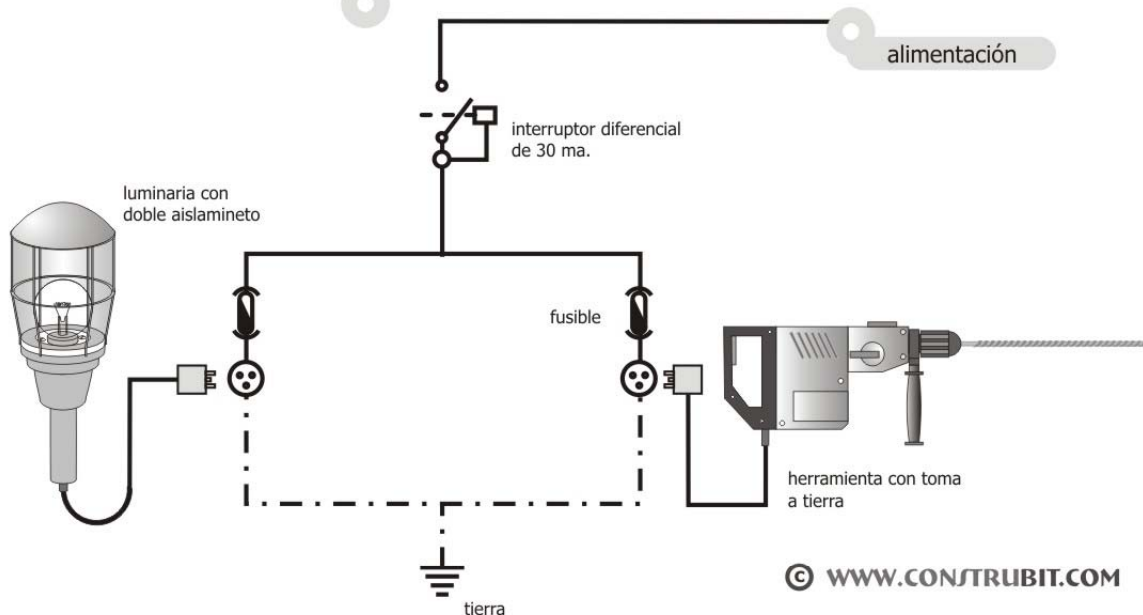 alimentación
interruptor diferencial
de 30 ma.
luminaria con
doble aislamineto
fusible
herramienta con toma
a tierra
tierra
© WWW.CONSTRUBIT.COM